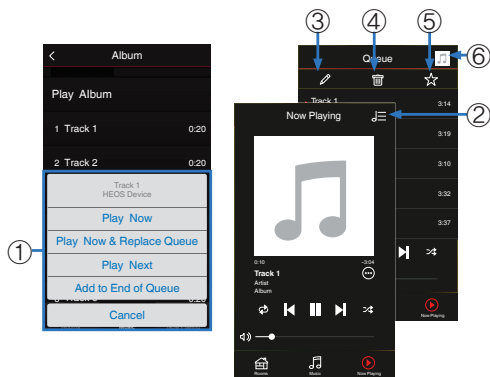 ③
④
⑤
Album
Queue
⑥
Play Album
Track 1
3:14
Now Playing
②
1 Track 1
0:20
3:19
2 Track 2
0:20
3:10
Track 1
HEOS Device
3:32
Play Now
3:37
①
Play Now & Replace Queue
Play Next
0:10
-3:04
Track 1
Artist
Album
Add to End of Queue
0:20
Cancel
Now Playing
Rooms
Music
Now Playing